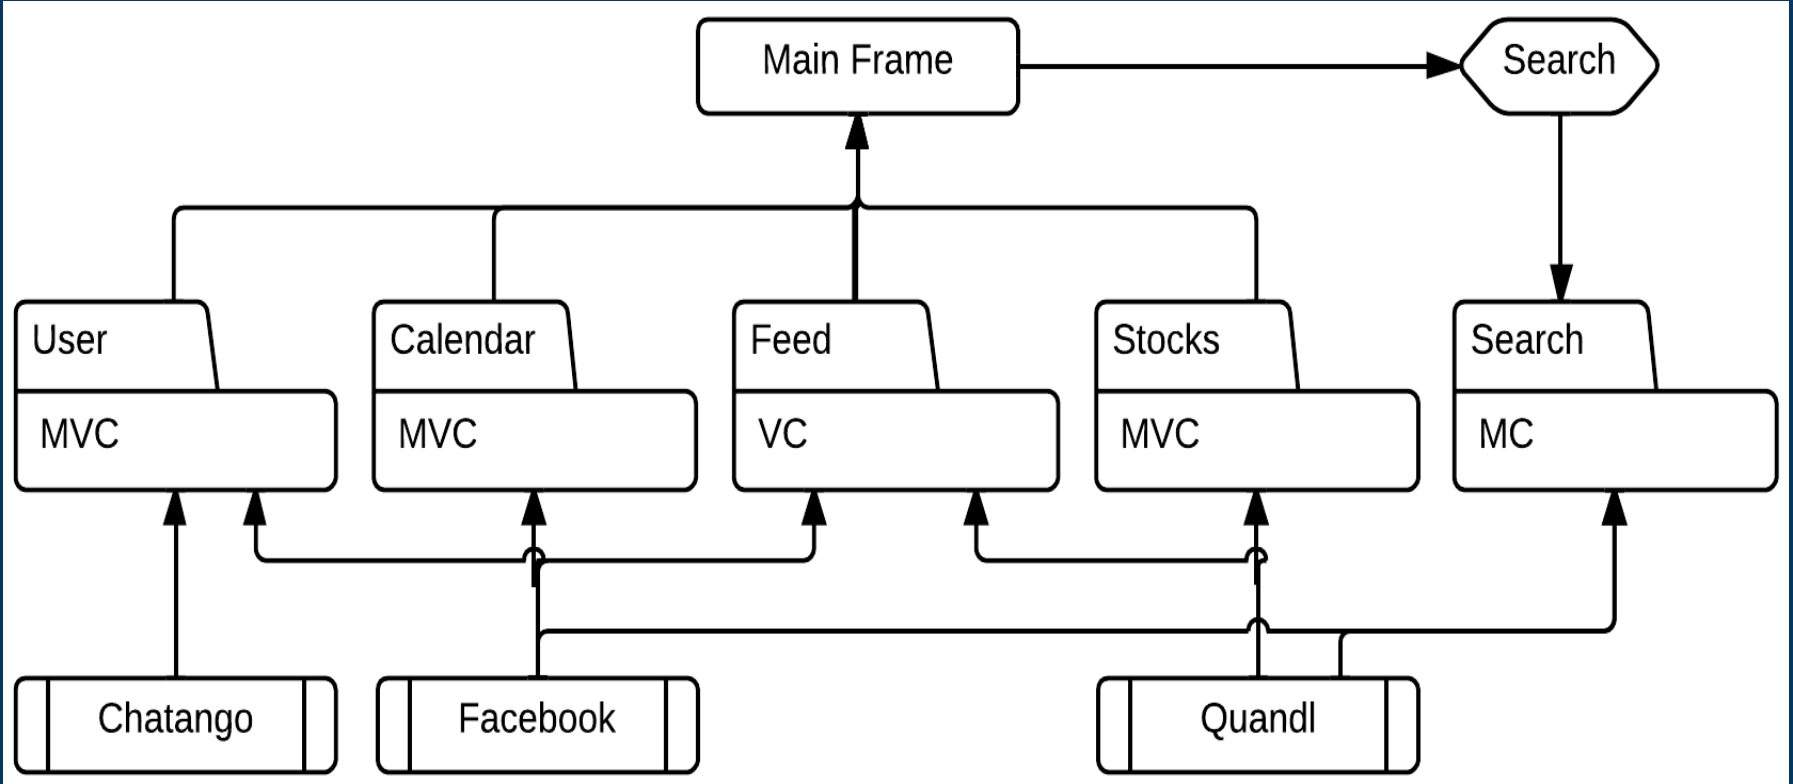 Main Frame
Search
User
MVC
Calendar
MVC
Feed
VC
Stocks
MVC
Search
MC
Chatango
Facebook
Quandl